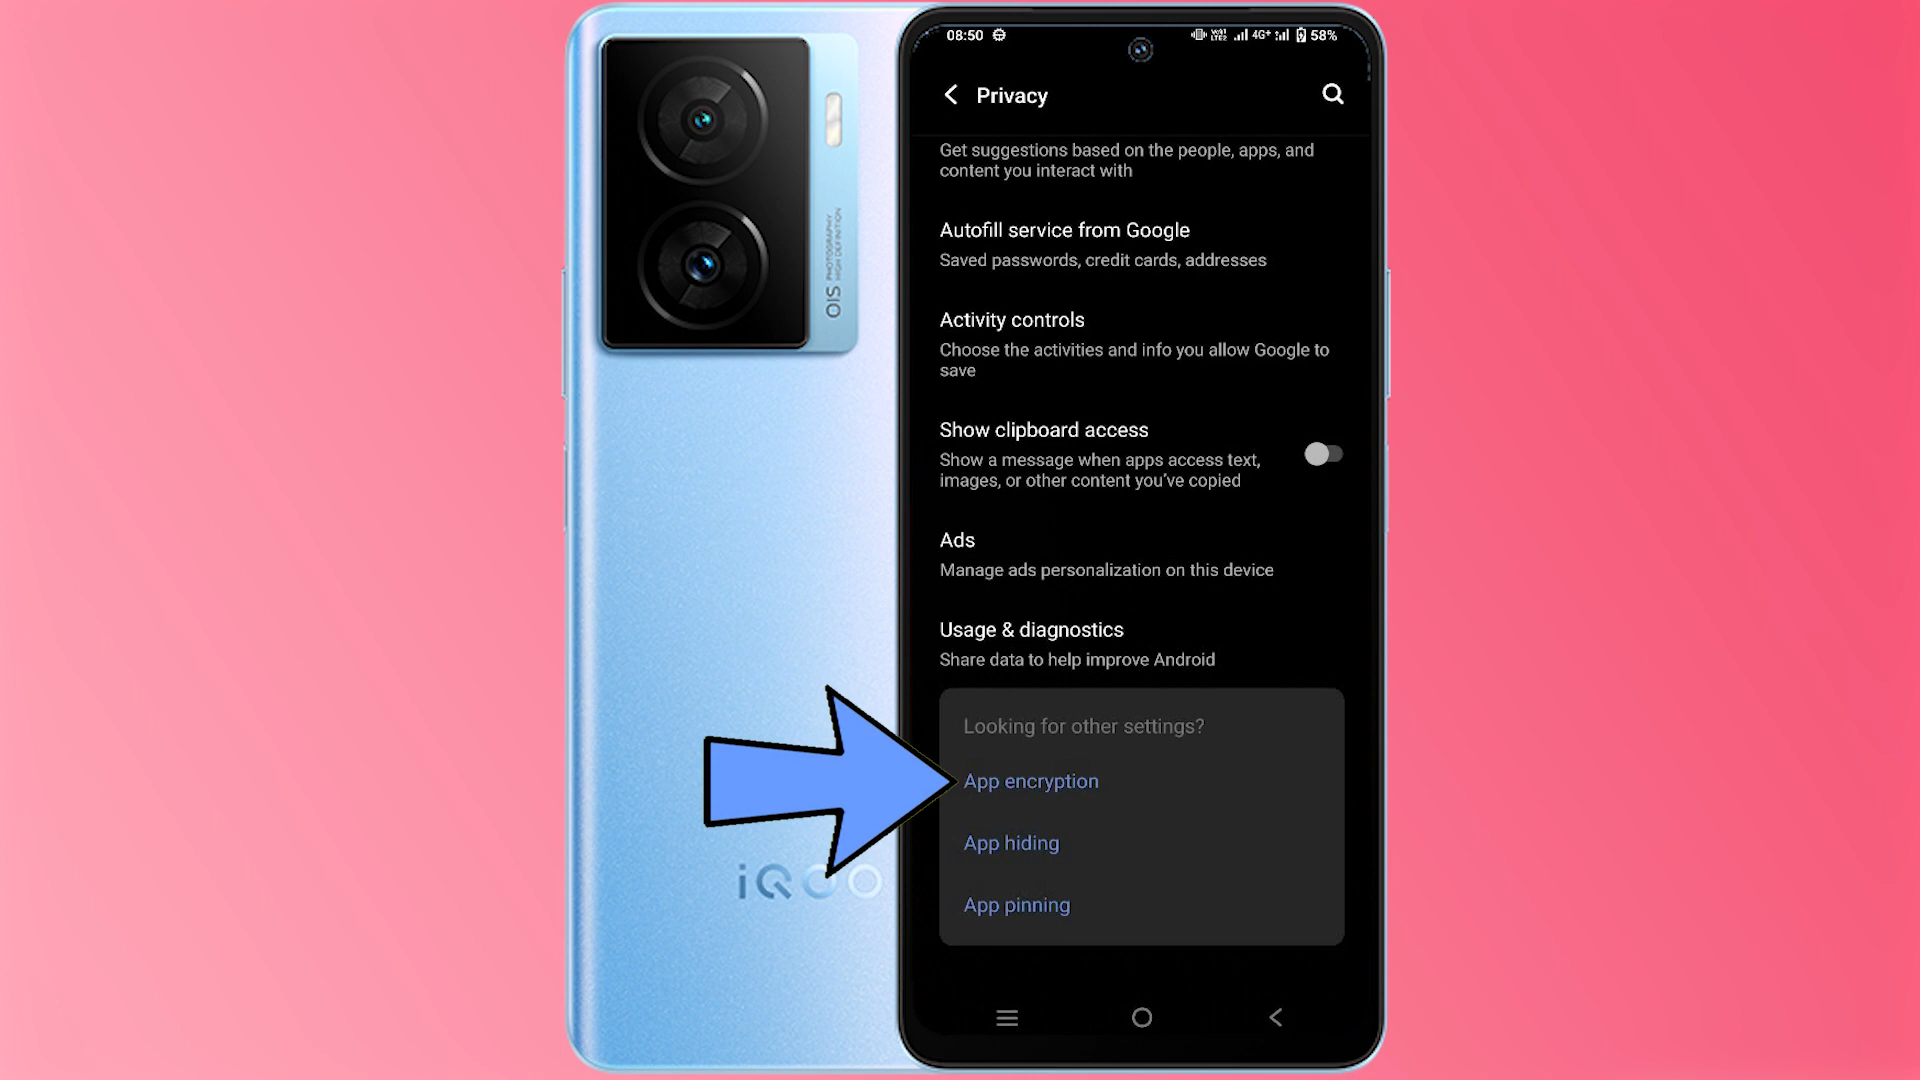 OIS PHOTOGRAPHY
HIGH DEFINITION
iQOO
08:50
4G+
58%
Privacy
Get suggestions based on the people, apps, and
content you interact with
Autofill service from Google
Saved passwords, credit cards, addresses
Activity controls
Choose the activities and info you allow Google to
save
Show clipboard access
Show a message when apps access text,
images, or other content you've copied
Ads
Manage ads personalization on this device
Usage & diagnostics
Share data to help improve Android
Looking for other settings?
App encryption
App hiding
App pinning